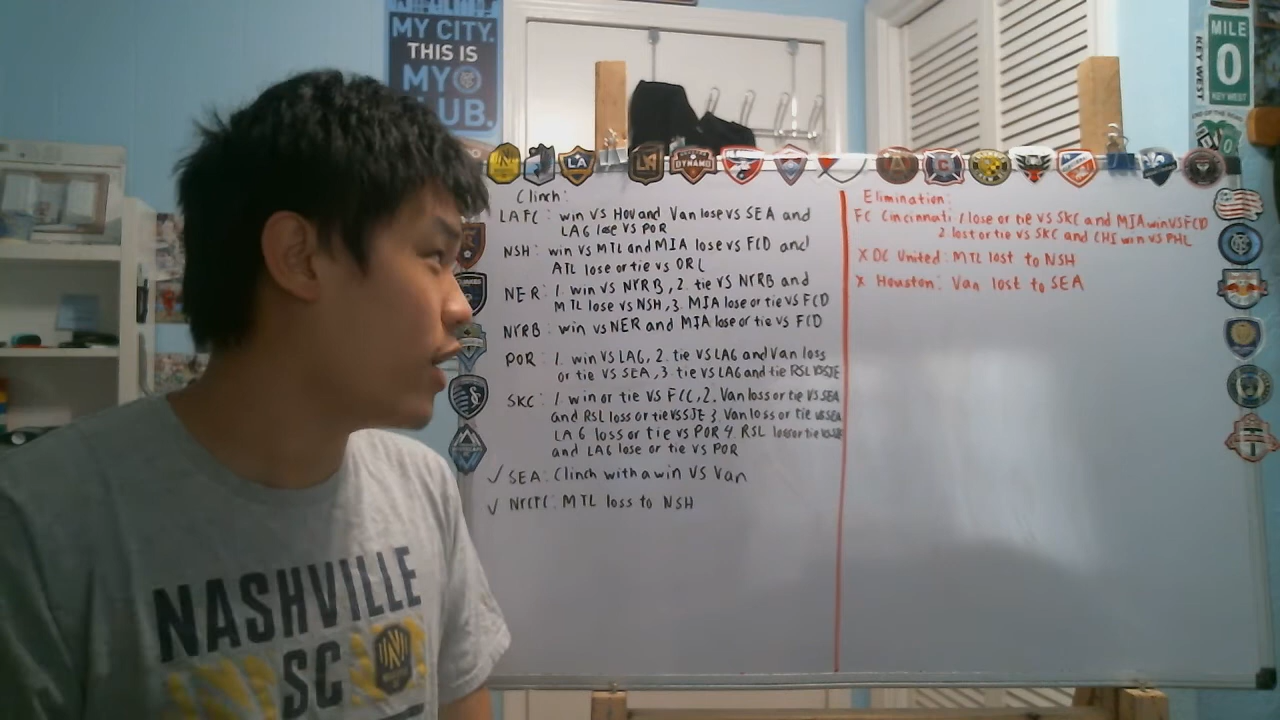 MY CITY.
THIS IS
MY
CLUB.
MILE
0
KEY WEST
KEY WEST
LA
DYNAMO
Clinch:
LAFC: win vs Hou and Van lose vs SEA and
LAG lose vs POR
NSH: win vs MTL and MIA lose vs FCD and
ATL lose or tie vs ORL
NER: 1. win vs NYRB, 2. tie vs NYRB and
MTL lose vs NSH, 3. MIA lose or tie vs FCD
NYRB: win vs NER and MIA lose or tie vs FCD
POR: 1. win vs LAG, 2. tie vs LAG and Van loss
or tie vs SEA, 3 tie vs LAG and tie RSL vs SJE
SKC: 1. win or tie vs FCC, 2. Van loss or tie vs SEA
and RSL loss or tie vs SJE 3. Van loss or tie vs SEA
LAG loss or tie vs POR 4. RSL loss or tie
and LAG lose or tie vs POR
✓ SEA: Clinch with a win vs Van
✓ NYCFC: MTL loss to NSH
Elimination:
FC Cincinnati: 1 lose or tie vs SKC and MIA win vs FCD
2 lost or tie vs SKC and CHI win vs PHL
X DC United: MTL lost to NSH
X Houston: Van lost to SEA
NASHVILLE
SC